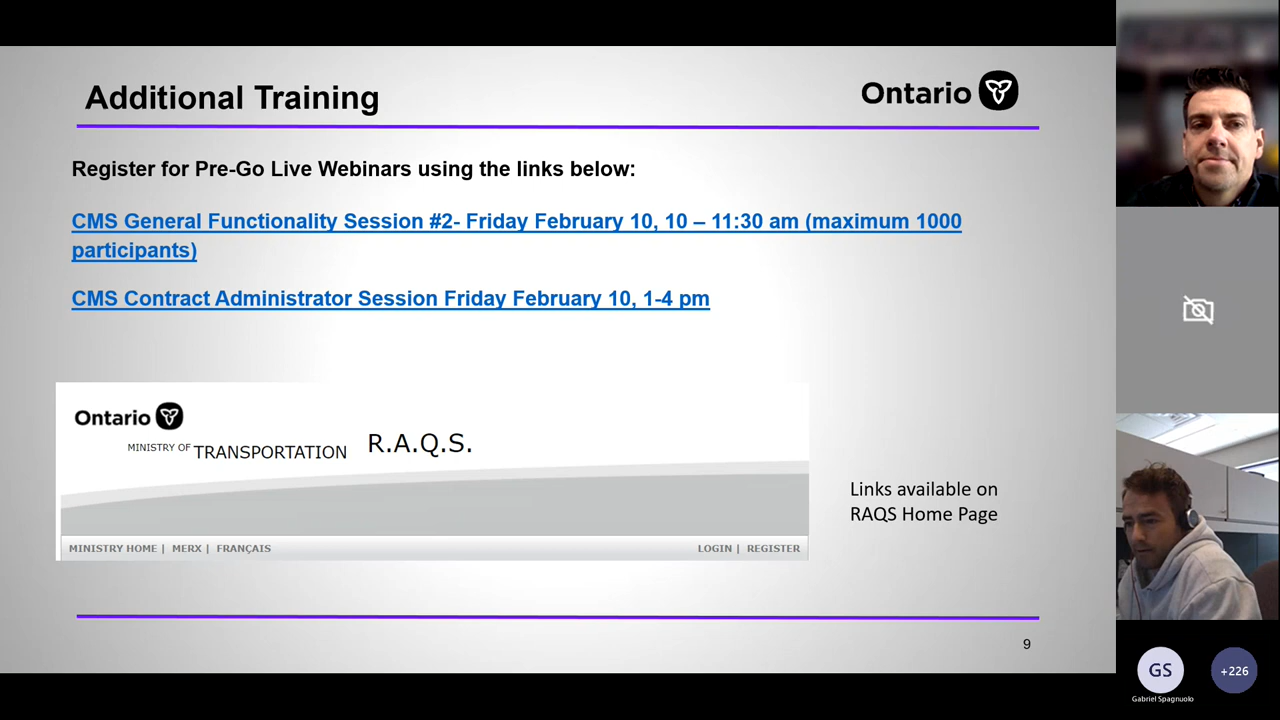 Additional Training
Ontario
Register for Pre-Go Live Webinars using the links below:
CMS General Functionality Session #2- Friday February 10, 10 – 11:30 am (maximum 1000
participants)
CMS Contract Administrator Session Friday February 10, 1-4 pm
Ontario
MINISTRY OF TRANSPORTATION R.A.Q.S.
Links available on
RAQS Home Page
MINISTRY HOME | MERX | FRANÇAIS
LOGIN | REGISTER
9
GS
+226
Gabriel Spagnuolo